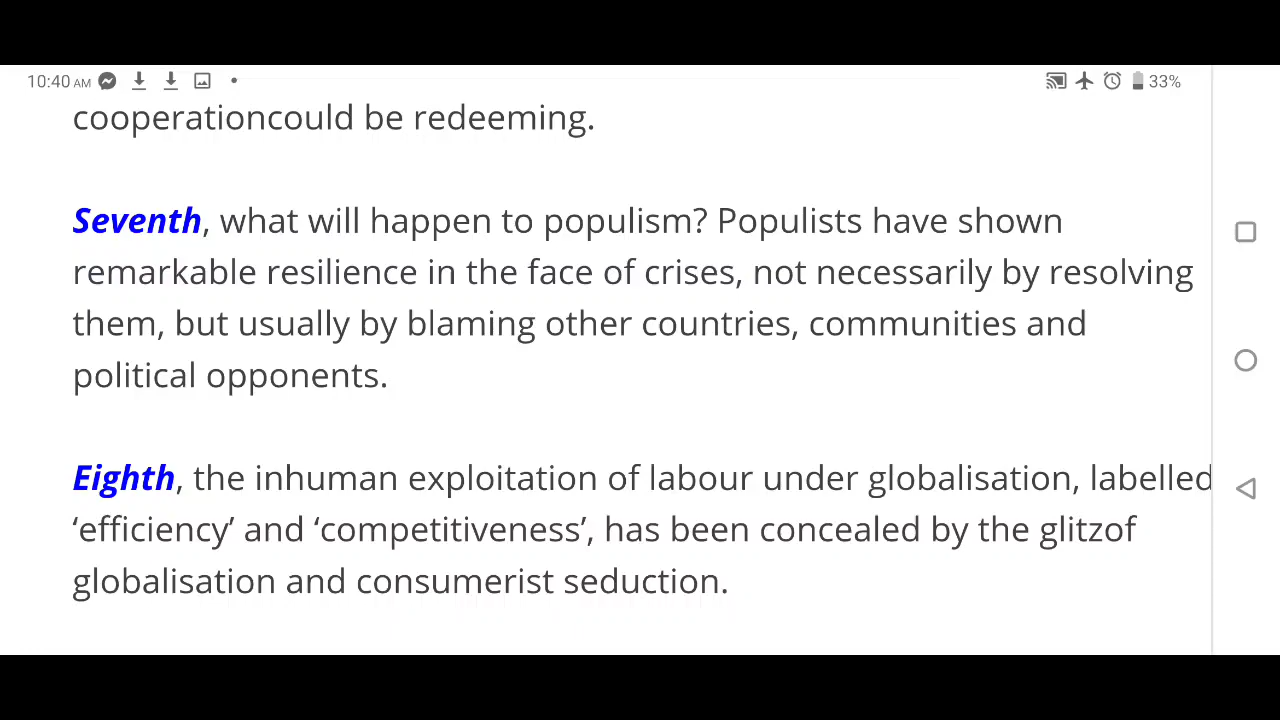 10:40 AM 33%
cooperationcould be redeeming.
Seventh, what will happen to populism? Populists have shown
remarkable resilience in the face of crises, not necessarily by resolving
them, but usually by blaming other countries, communities and
political opponents.
Eighth, the inhuman exploitation of labour under globalisation, labelled
‘efficiency’ and ‘competitiveness’, has been concealed by the glitzof
globalisation and consumerist seduction.